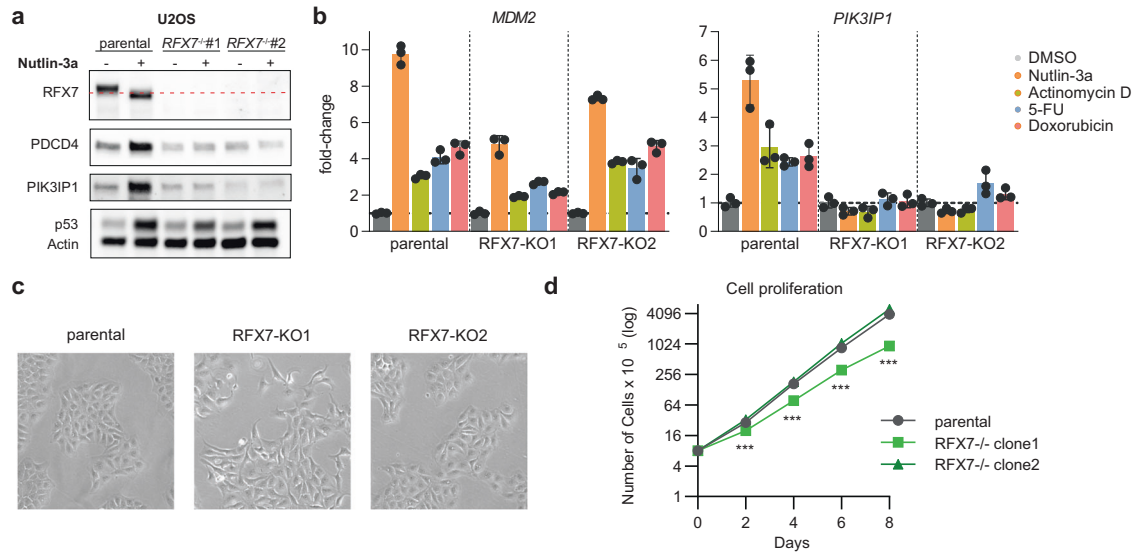 a
U2OS
parental RFX7-/-#1 RFX7-/-#2
Nutlin-3a - + - + - +
RFX7
PDCD4
PIK3IP1
p53
Actin
b
MDM2
fold-change
10
8
6
4
2
0
parental RFX7-KO1 RFX7-KO2
PIK3IP1
7
6
5
4
3
2
1
0
parental RFX7-KO1 RFX7-KO2
DMSO
Nutlin-3a
Actinomycin D
5-FU
Doxorubicin
c
parental RFX7-KO1 RFX7-KO2
d
Cell proliferation
Number of Cells x 10 5 (log)
4096
1024
256
64
16
4
1
***
***
***
***
0 2 4 6 8
Days
parental
RFX7-/- clone1
RFX7-/- clone2